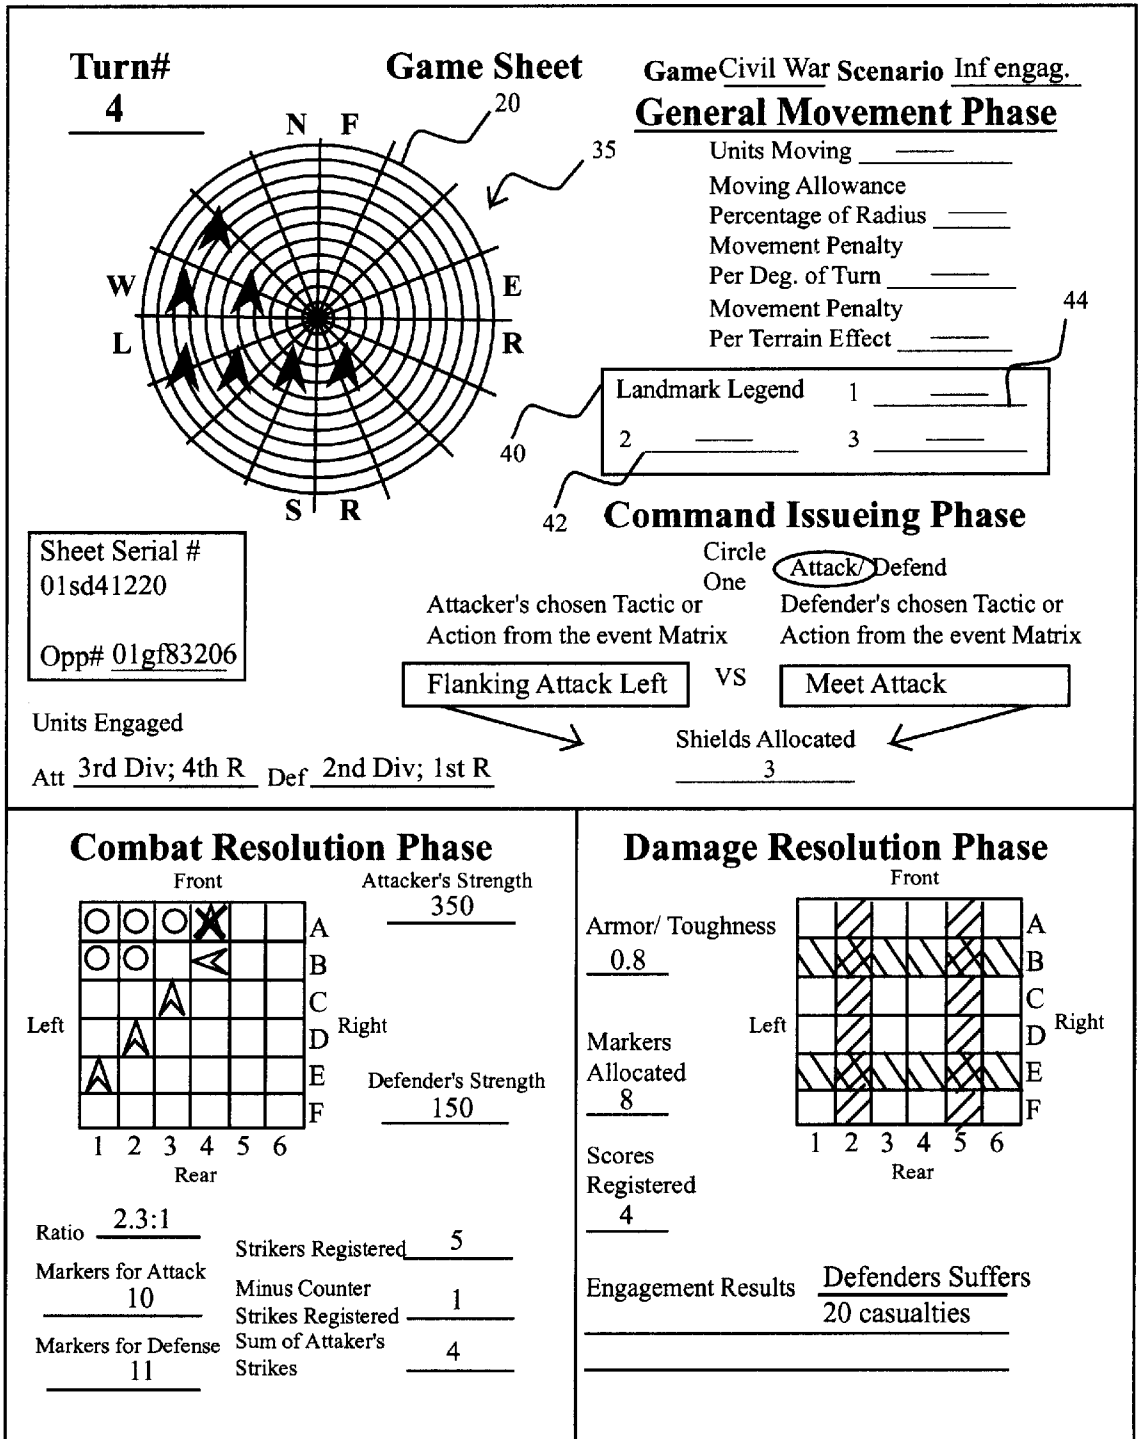 Turn#
4
Game Sheet
Game Civil War Scenario Inf engag.
20
35
N F
W
L
E
R
S R
General Movement Phase
Units Moving
Moving Allowance
Percentage of Radius
Movement Penalty
Per Deg. of Turn
Movement Penalty
Per Terrain Effect
44
Landmark Legend 1
2 3
40
42
Command Issueing Phase
Circle
One
Attack/ Defend
Attacker's chosen Tactic or
Action from the event Matrix
Defender's chosen Tactic or
Action from the event Matrix
Flanking Attack Left VS Meet Attack
Shields Allocated
3
Sheet Serial #
01sd41220
Opp# 01gf83206
Units Engaged
Att 3rd Div; 4th R Def 2nd Div; 1st R
Combat Resolution Phase
Front
A
B
C
D
E
F
Left
Right
1 2 3 4 5 6
Rear
Attacker's Strength
350
Defender's Strength
150
Ratio 2.3:1
Markers for Attack
10
Markers for Defense
11
Strikers Registered 5
Minus Counter
Strikes Registered 1
Sum of Attaker's
Strikes 4
Damage Resolution Phase
Front
Armor/ Toughness
0.8
Markers
Allocated
8
Scores
Registered
4
A
B
C
D
E
F
Left
Right
1 2 3 4 5 6
Rear
Engagement Results Defenders Suffers
20 casualties